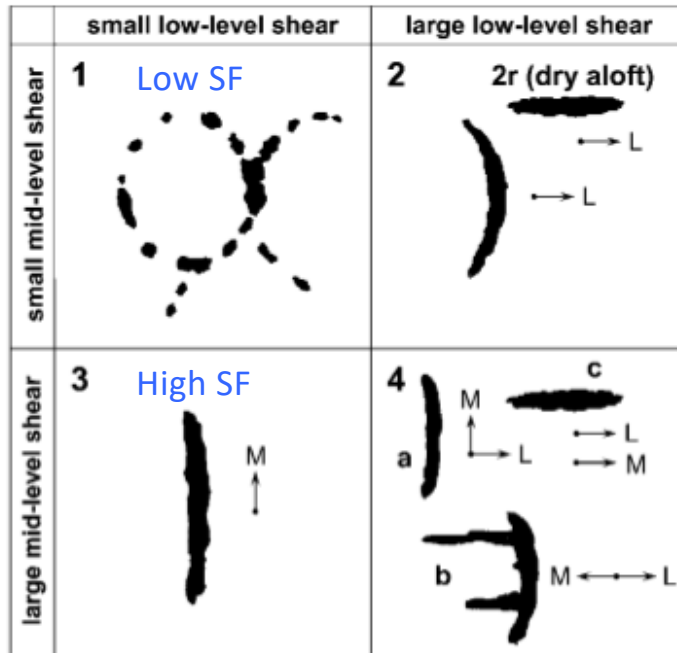 small low-level shear
large low-level shear
small mid-level shear
1
Low SF
2
2r (dry aloft)
L
L
large mid-level shear
3
High SF
M
4
a
M
L
c
L
M
b
M
L